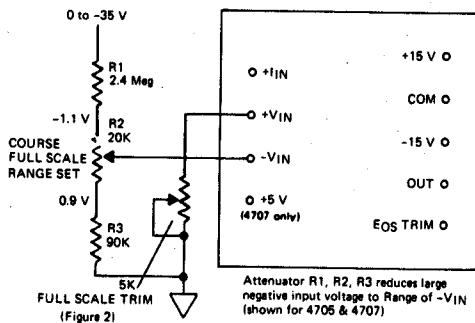 0 to −35 V
R1
2.4 Meg
−1.1 V
R2
20K
COURSE
FULL SCALE
RANGE SET
0.9 V
R3
90K
5K
FULL SCALE TRIM
(Figure 2)
+IIN
+VIN
−VIN
+5 V
(4707 only)
+15 V
COM
−15 V
OUT
EOS TRIM
Attenuator R1, R2, R3 reduces large
negative input voltage to Range of −VIN
(shown for 4705 & 4707)